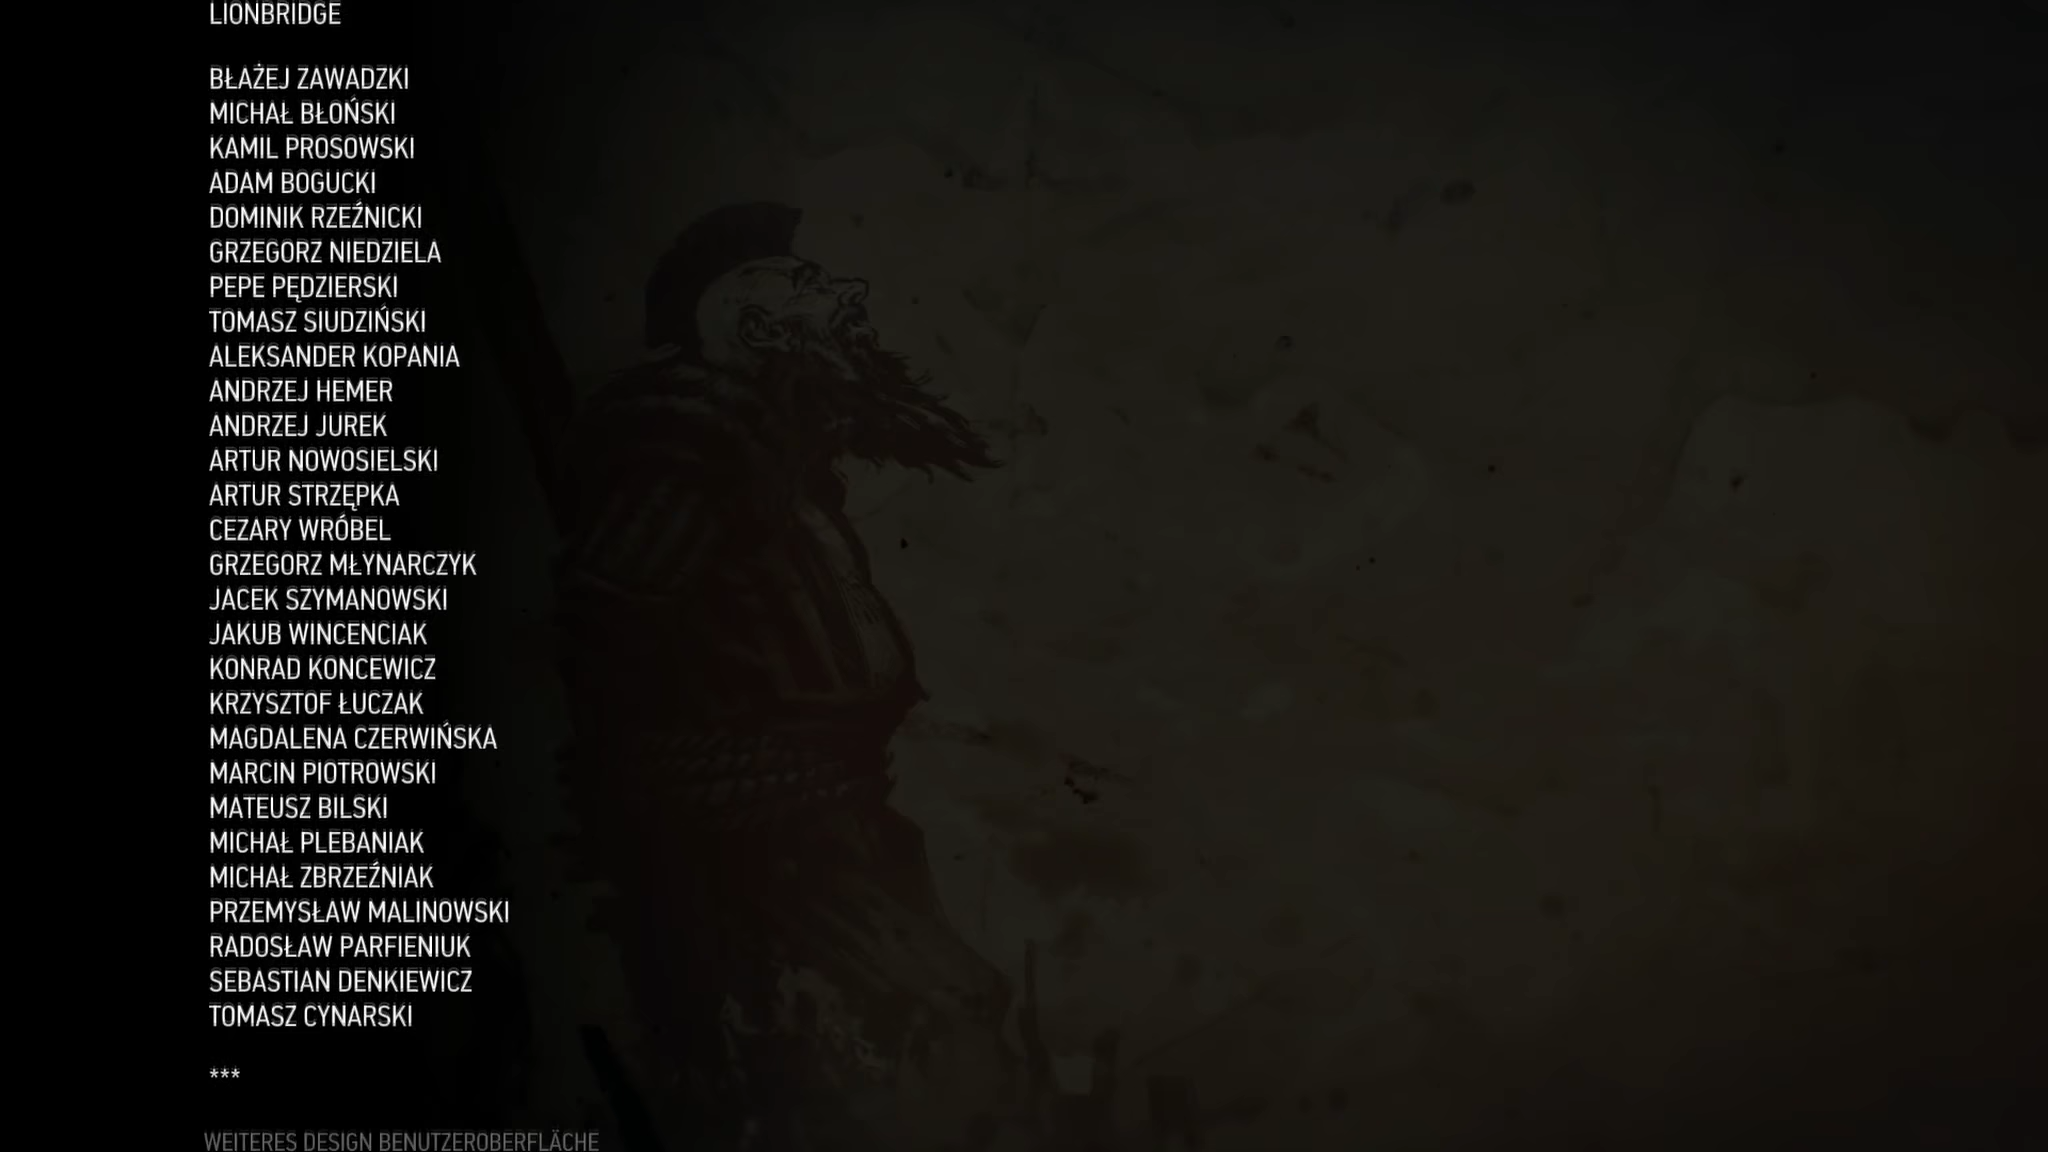 LIONBRIDGE
BŁAŻEJ ZAWADZKI
MICHAŁ BŁOŃSKI
KAMIL PROSOWSKI
ADAM BOGUCKI
DOMINIK RZEŹNICKI
GRZEGORZ NIEDZIELA
PEPE PĘDZIERSKI
TOMASZ SIUDZIŃSKI
ALEKSANDER KOPANIA
ANDRZEJ HEMER
ANDRZEJ JUREK
ARTUR NOWOSIELSKI
ARTUR STRZĘPKA
CEZARY WRÓBEL
GRZEGORZ MŁYNARCZYK
JACEK SZYMANOWSKI
JAKUB WINCENCIAK
KONRAD KONCEWICZ
KRZYSZTOF ŁUCZAK
MAGDALENA CZERWIŃSKA
MARCIN PIOTROWSKI
MATEUSZ BILSKI
MICHAŁ PLEBANIAK
MICHAŁ ZBRZEŹNIAK
PRZEMYSŁAW MALINOWSKI
RADOSŁAW PARFIENIUK
SEBASTIAN DENKIEWICZ
TOMASZ CYNARSKI
***
WEITERES DESIGN BENUTZEROBERFLÄCHE